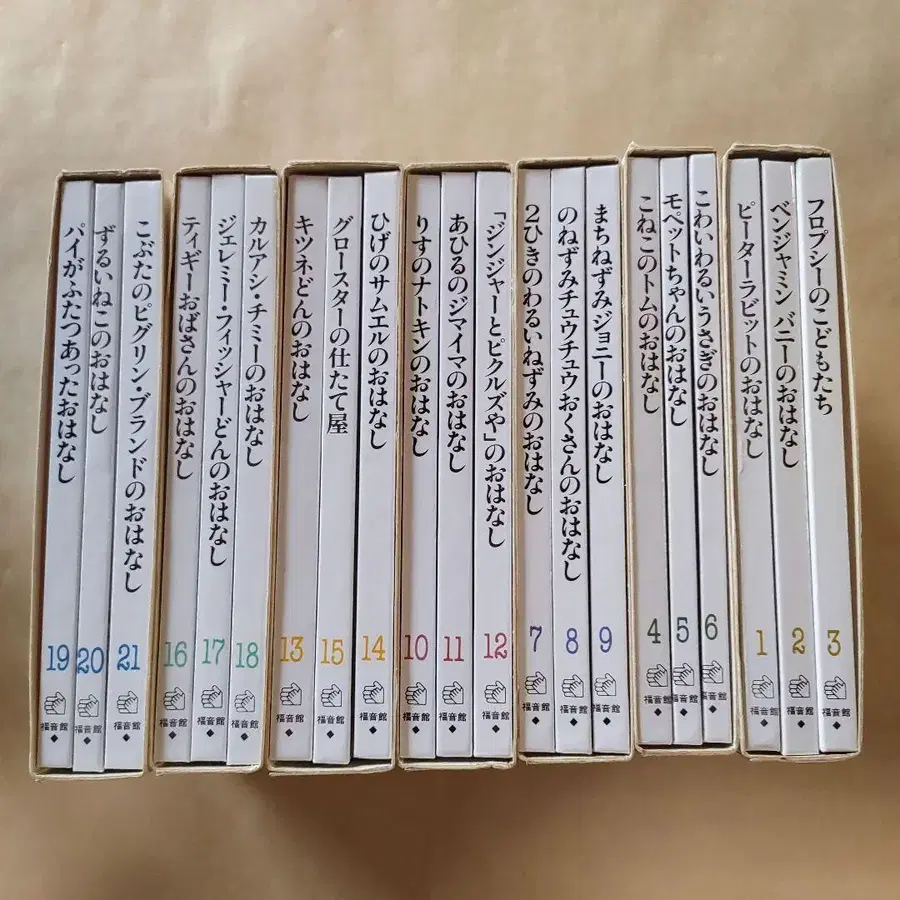 パイがふたつあったおはなし
19
福音館
ずるいねこのおはなし
20
福音館
こぶたのピグリン・ブランドのおはなし
21
福音館
ティギーおばさんのおはなし
16
福音館
ジェレミー・フィッシャーどんのおはなし
17
福音館
カルアシ・チミーのおはなし
18
福音館
キツネどんのおはなし
13
福音館
グロースターの仕たて屋
15
福音館
ひげのサムエルのおはなし
14
福音館
りすのナトキンのおはなし
10
福音館
あひるのジマイマのおはなし
11
福音館
「ジンジャーとピクルズや」のおはなし
12
福音館
2ひきのわるいねずみのおはなし
7
福音館
のねずみチュウチュウおくさんのおはなし
8
福音館
まちねずみジョニーのおはなし
9
福音館
こねこのトムのおはなし
4
福音館
モペットちゃんのおはなし
5
福音館
こわいわるいうさぎのおはなし
6
福音館
ピーターラビットのおはなし
1
福音館
ベンジャミン バニーのおはなし
2
福音館
フロプシーのこどもたち
3
福音館